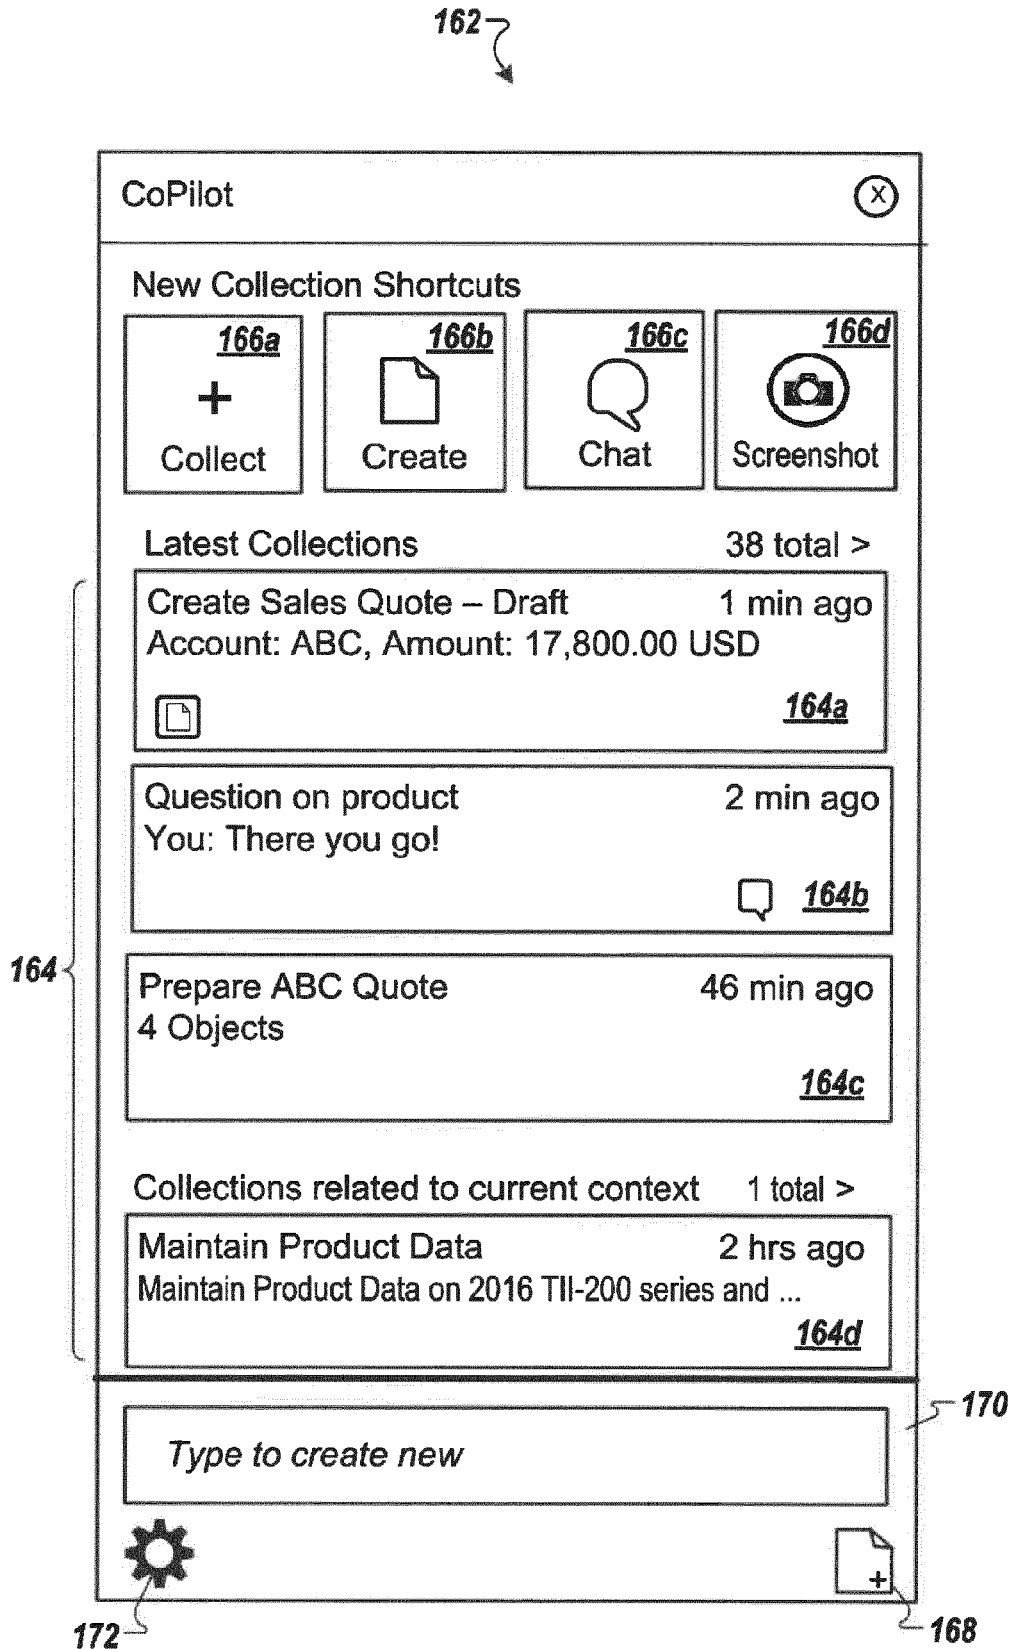 162
CoPilot
X
New Collection Shortcuts
166a 166b 166c 166d
+
Collect Create Chat Screenshot
Latest Collections 38 total >
Create Sales Quote – Draft 1 min ago
Account: ABC, Amount: 17,800.00 USD
164a
Question on product 2 min ago
You: There you go!
164b
164
Prepare ABC Quote 46 min ago
4 Objects
164c
Collections related to current context 1 total >
Maintain Product Data 2 hrs ago
Maintain Product Data on 2016 TII-200 series and ...
164d
170
Type to create new
+
172 168